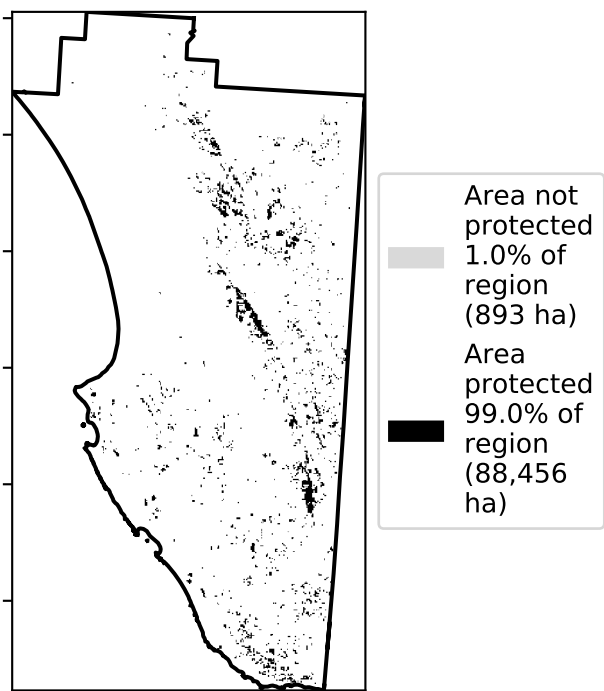 Area not
protected
1.0% of
region
(893 ha)
Area
protected
99.0% of
region
(88,456
ha)